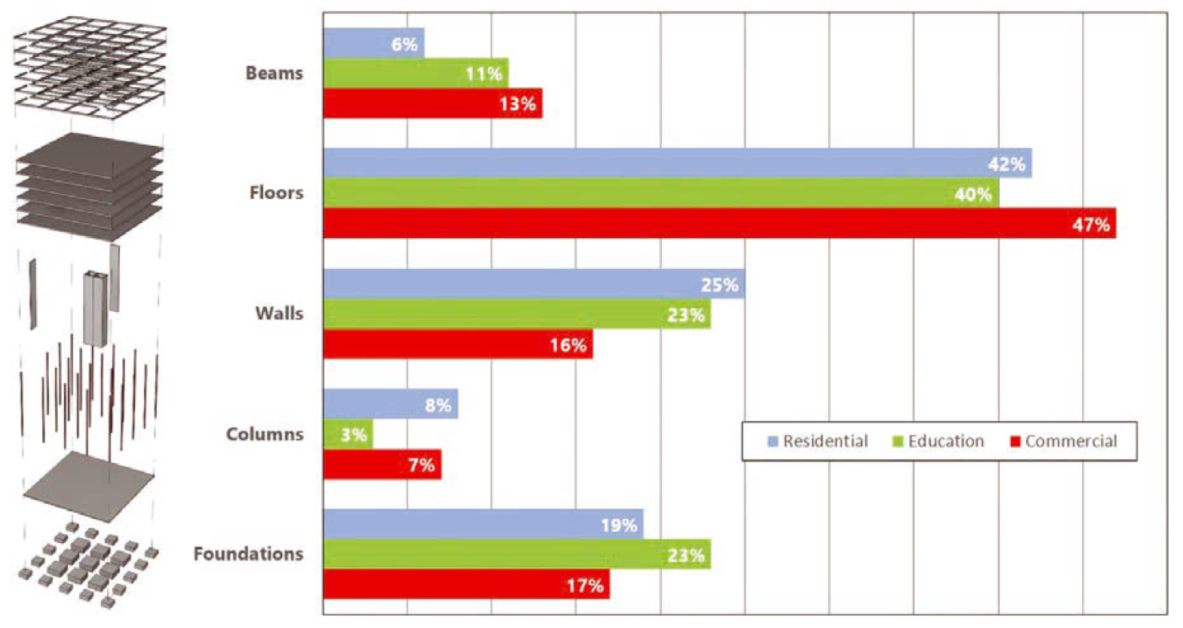 6%
Beams
11%
13%
42%
Floors
40%
47%
25%
Walls
23%
16%
8%
Columns
3%
7%
Residential Education Commercial
19%
Foundations
23%
17%